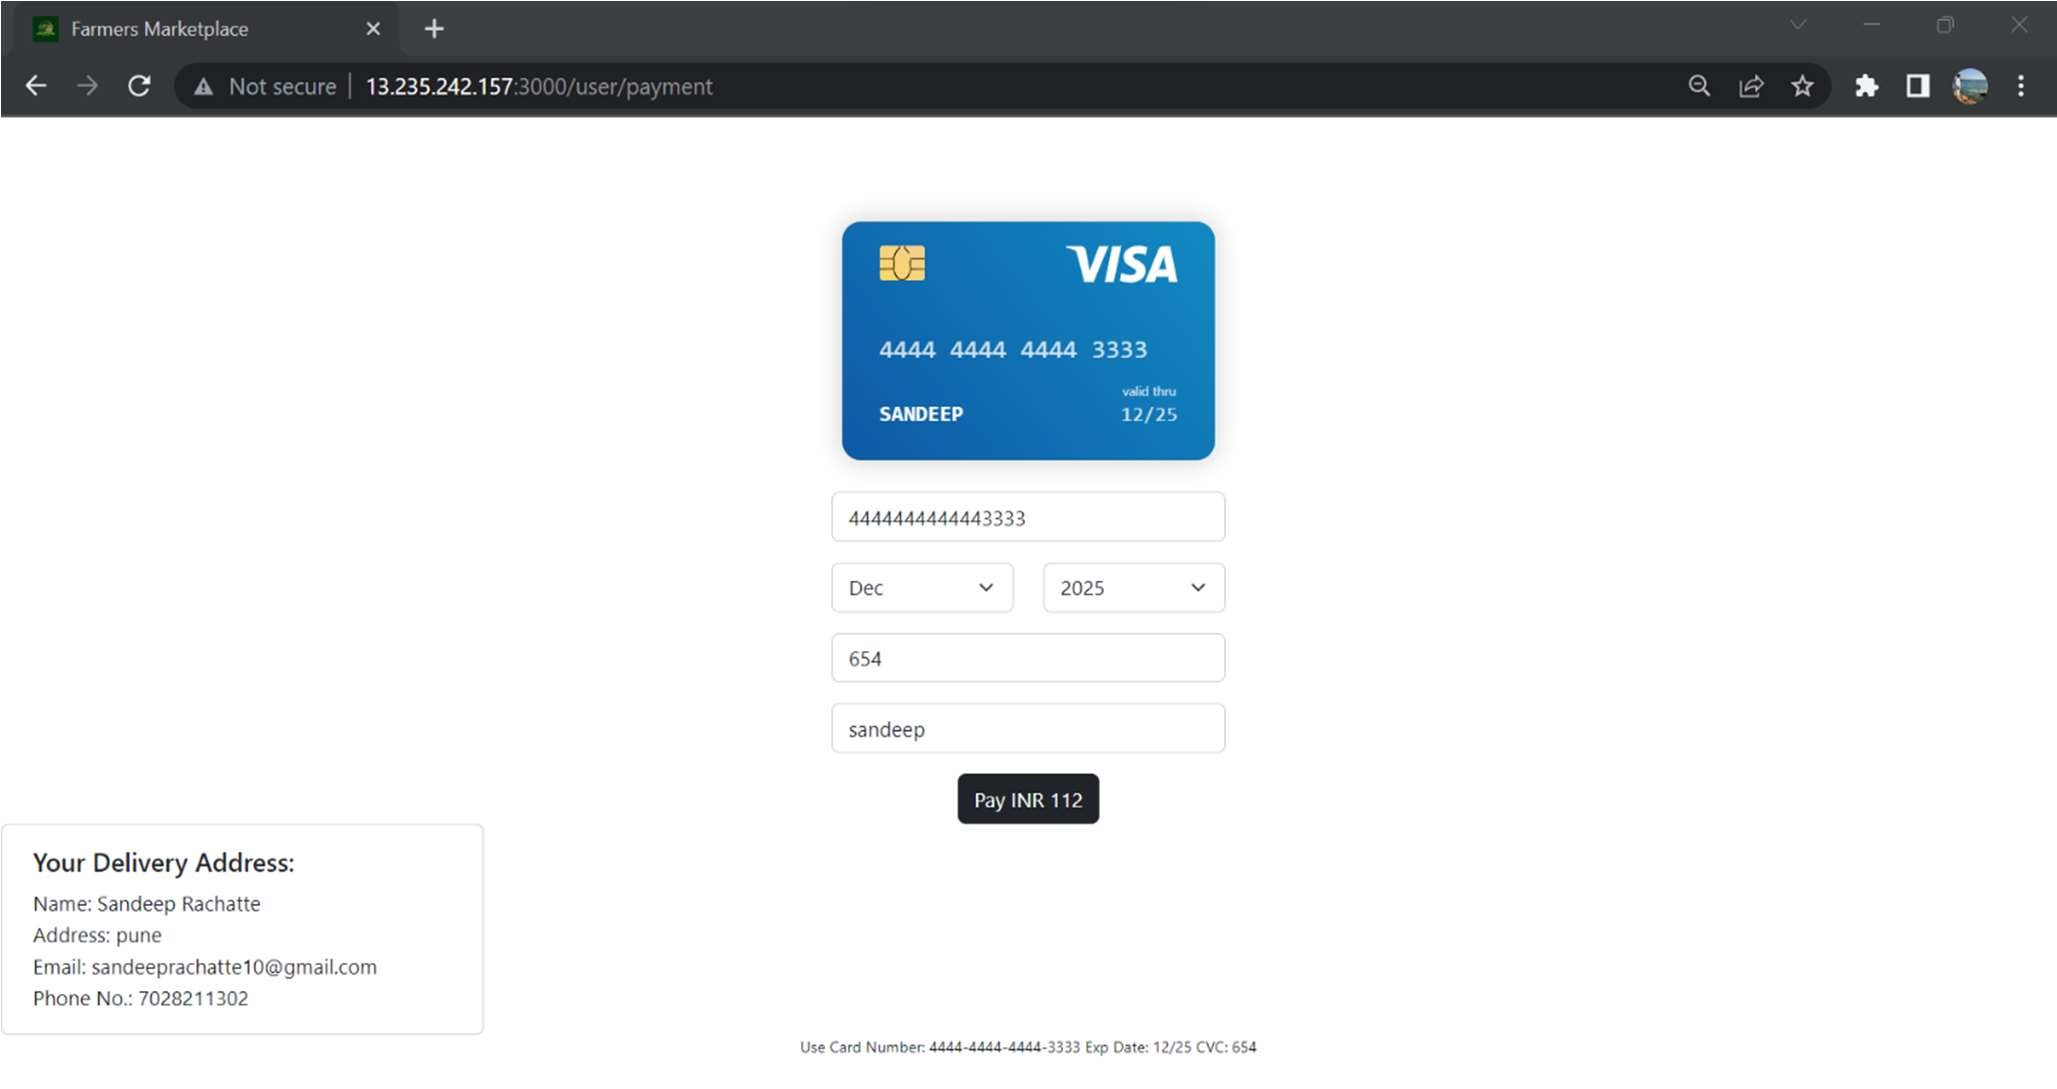 Farmers Marketplace
Not secure | 13.235.242.157:3000/user/payment
VISA
4444 4444 4444 3333
valid thru
SANDEEP 12/25
4444444444443333
Dec 2025
654
sandeep
Pay INR 112
Your Delivery Address:
Name: Sandeep Rachatte
Address: pune
Email: sandeeprachatte10@gmail.com
Phone No.: 7028211302
Use Card Number: 4444-4444-4444-3333 Exp Date: 12/25 CVC: 654